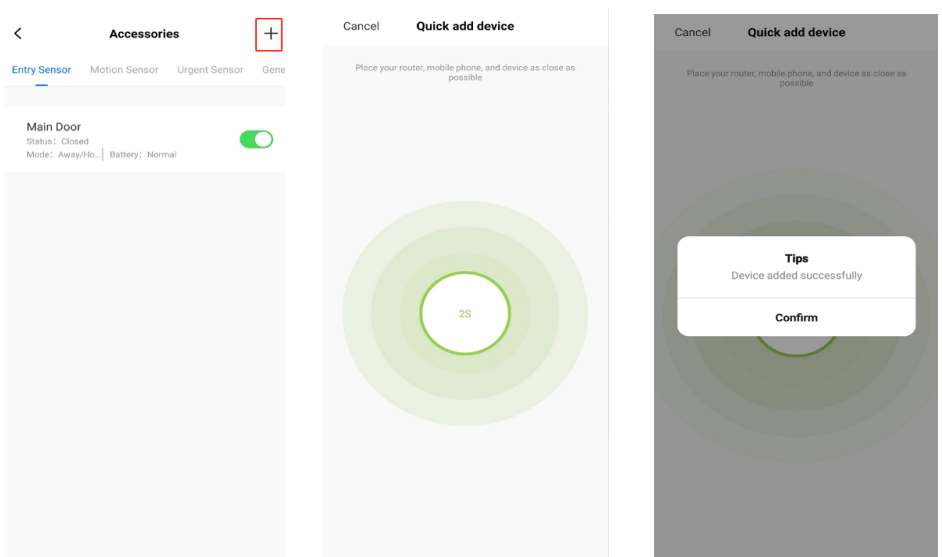 Accessories
Entry Sensor Motion Sensor Urgent Sensor Gene
Main Door
Status: Closed
Mode: Away/Ho... Battery: Normal
Cancel Quick add device
Place your router, mobile phone, and device as close as
possible
2S
Cancel Quick add device
Place your router, mobile phone, and device as close as
possible
Tips
Device added successfully
Confirm